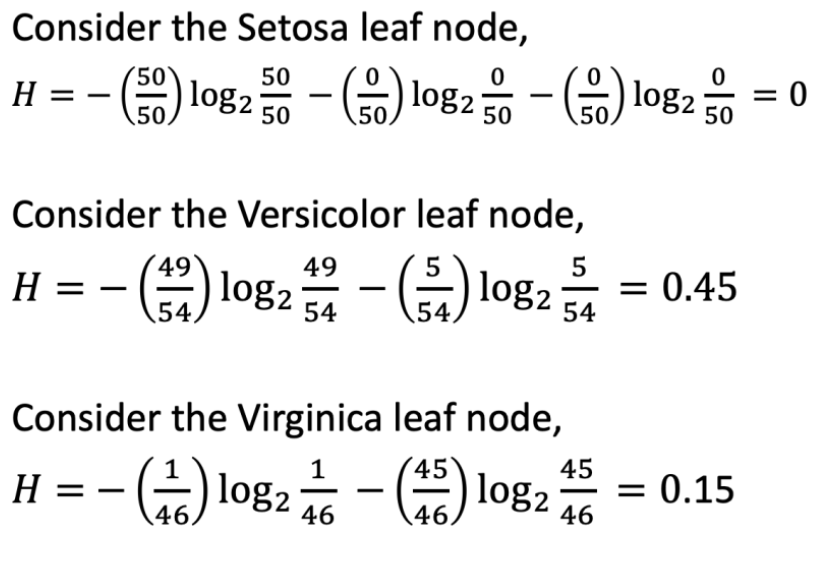 Consider the Setosa leaf node,
H = −(50/50) log₂ 50/50 − (0/50) log₂ 0/50 − (0/50) log₂ 0/50 = 0
Consider the Versicolor leaf node,
H = −(49/54) log₂ 49/54 − (5/54) log₂ 5/54 = 0.45
Consider the Virginica leaf node,
H = −(1/46) log₂ 1/46 − (45/46) log₂ 45/46 = 0.15